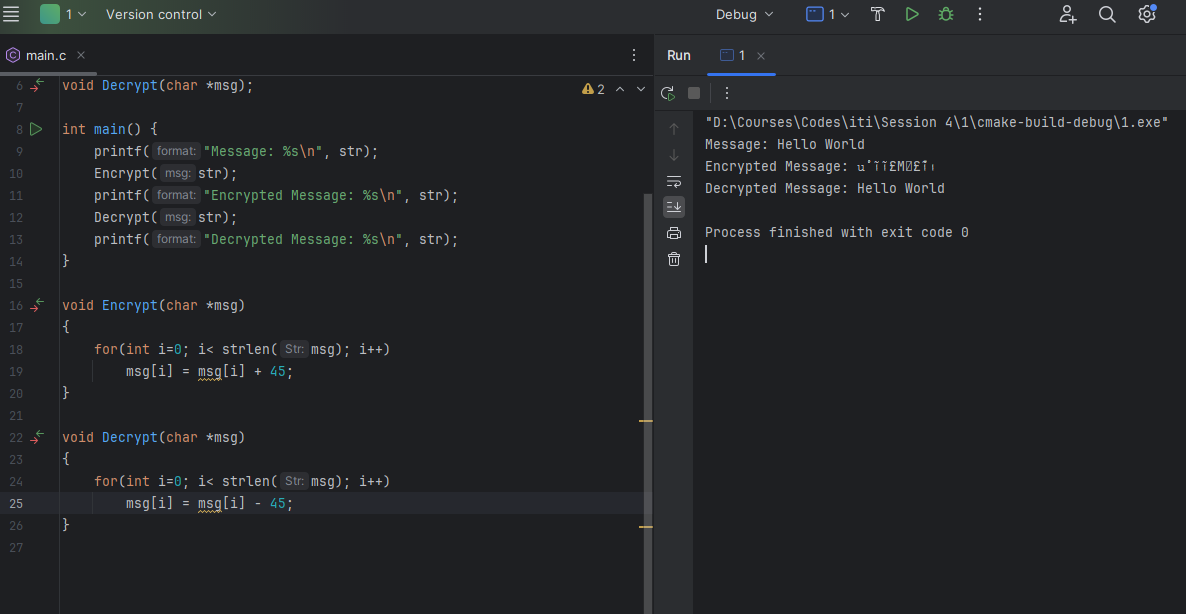 1 Version control Debug 1
main.c
Run 1
2
6 void Decrypt(char *msg);
7
8 int main() {
9 printf( format: "Message: %s\n", str);
10 Encrypt( msg: str);
11 printf( format: "Encrypted Message: %s\n", str);
12 Decrypt( msg: str);
13 printf( format: "Decrypted Message: %s\n", str);
14 }
15
16 void Encrypt(char *msg)
17 {
18 for(int i=0; i< strlen( Str: msg); i++)
19 msg[i] = msg[i] + 45;
20 }
21
22 void Decrypt(char *msg)
23 {
24 for(int i=0; i< strlen( Str: msg); i++)
25 msg[i] = msg[i] - 45;
26 }
27
"D:\Courses\Codes\iti\Session 4\1\cmake-build-debug\1.exe"
Message: Hello World
Encrypted Message:
Decrypted Message: Hello World
Process finished with exit code 0